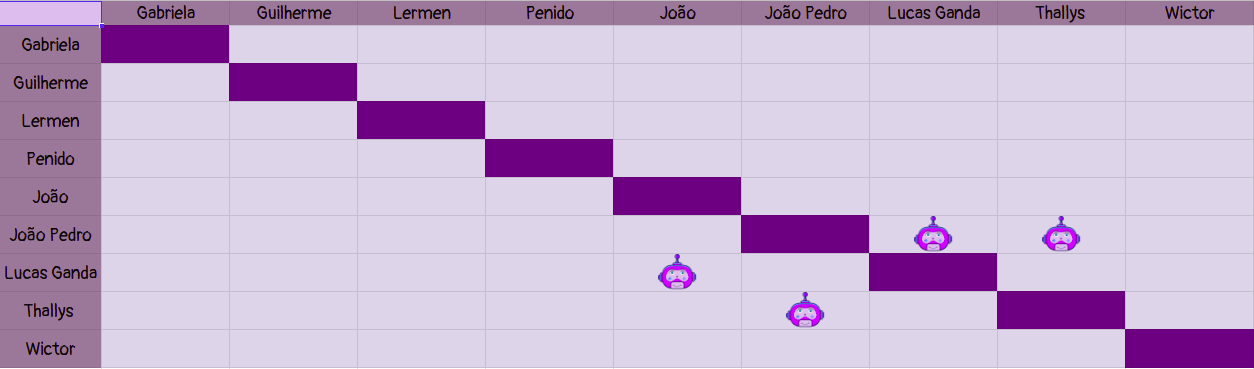 Gabriela Guilherme Lermen Penido João João Pedro Lucas Ganda Thallys Wictor
Gabriela
Guilherme
Lermen
Penido
João
João Pedro
Lucas Ganda
Thallys
Wictor